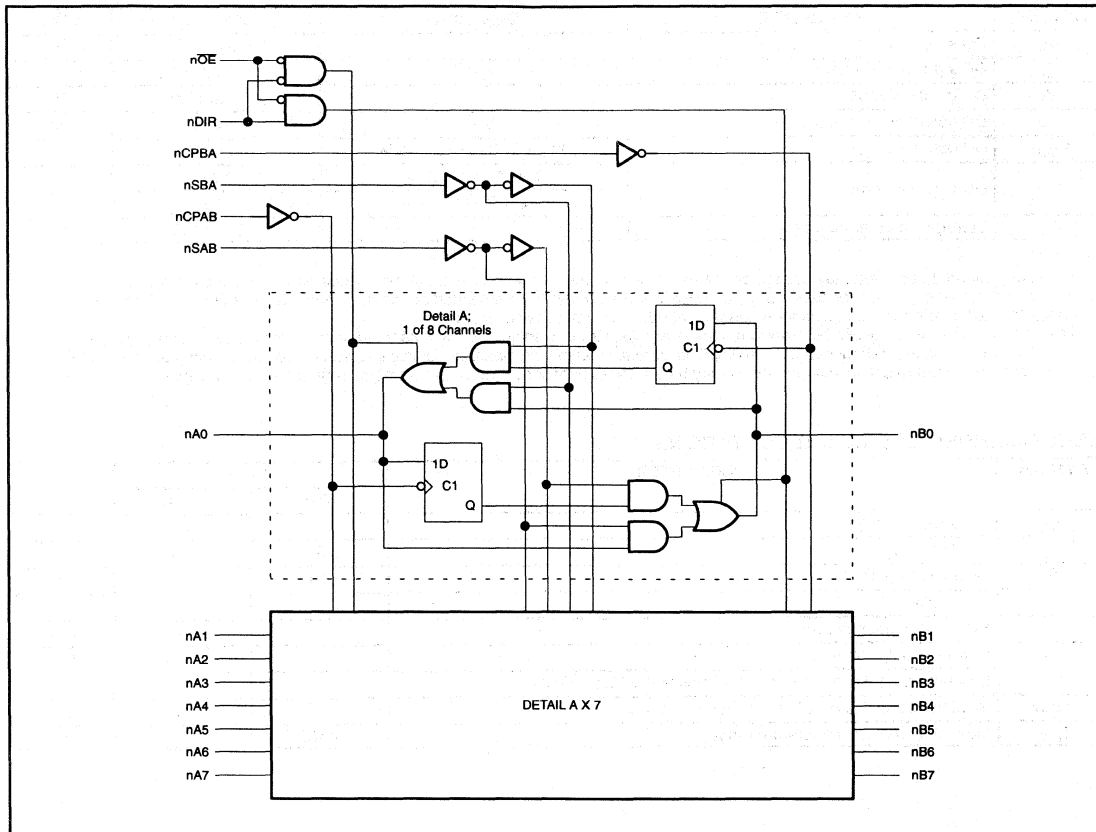 nO̅E̅
nDIR
nCPBA
nSBA
nCPAB
nSAB
Detail A;
1 of 8 Channels
1D
C1
Q
nA0
nB0
1D
C1
Q
nA1
nB1
nA2
nB2
nA3
nB3
DETAIL A X 7
nA4
nB4
nA5
nB5
nA6
nB6
nA7
nB7